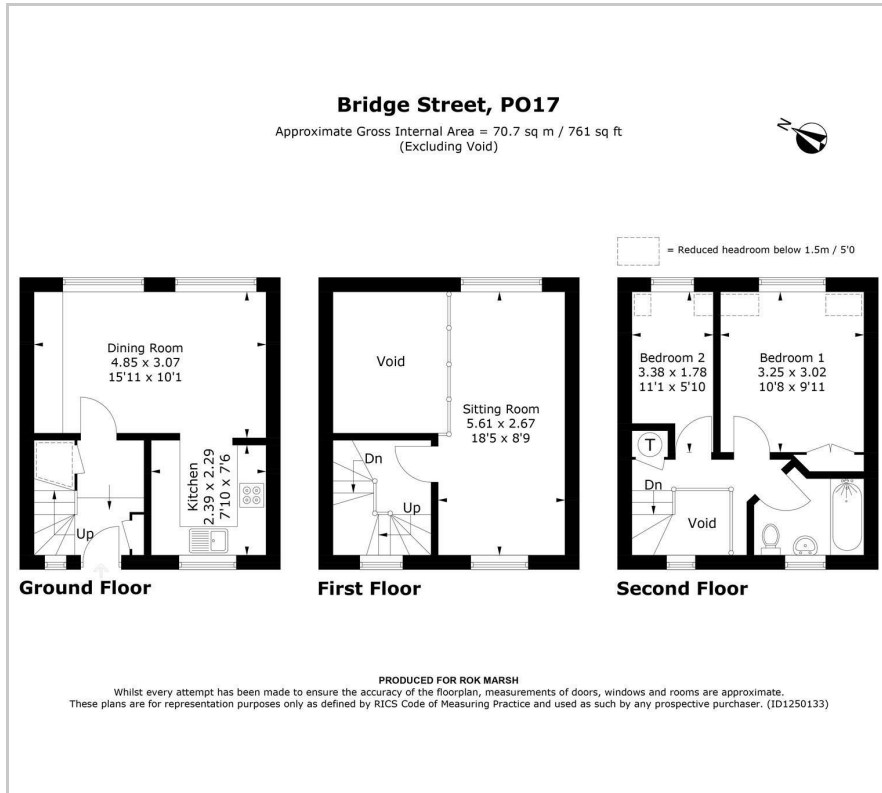 Bridge Street, PO17
Approximate Gross Internal Area = 70.7 sq m / 761 sq ft
(Excluding Void)
N
= Reduced headroom below 1.5m / 5'0
Dining Room
4.85 x 3.07
15'11 x 10'1
Kitchen
2.39 x 2.29
7'10 x 7'6
Up
Ground Floor
Void
Sitting Room
5.61 x 2.67
18'5 x 8'9
Dn
Up
First Floor
Bedroom 2
3.38 x 1.78
11'1 x 5'10
Bedroom 1
3.25 x 3.02
10'8 x 9'11
T
Dn
Void
Second Floor
PRODUCED FOR ROK MARSH
Whilst every attempt has been made to ensure the accuracy of the floorplan, measurements of doors, windows and rooms are approximate.
These plans are for representation purposes only as defined by RICS Code of Measuring Practice and used as such by any prospective purchaser. (ID1250133)